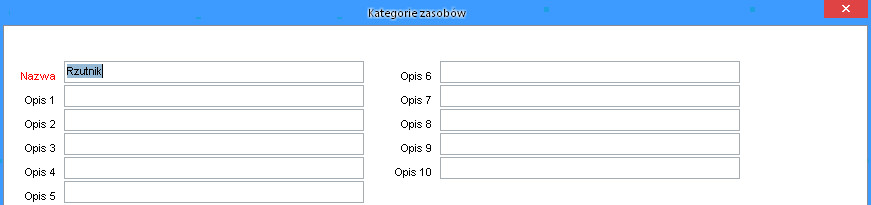 Kategorie zasobów
Nazwa Rzutnik
Opis 1
Opis 2
Opis 3
Opis 4
Opis 5
Opis 6
Opis 7
Opis 8
Opis 9
Opis 10